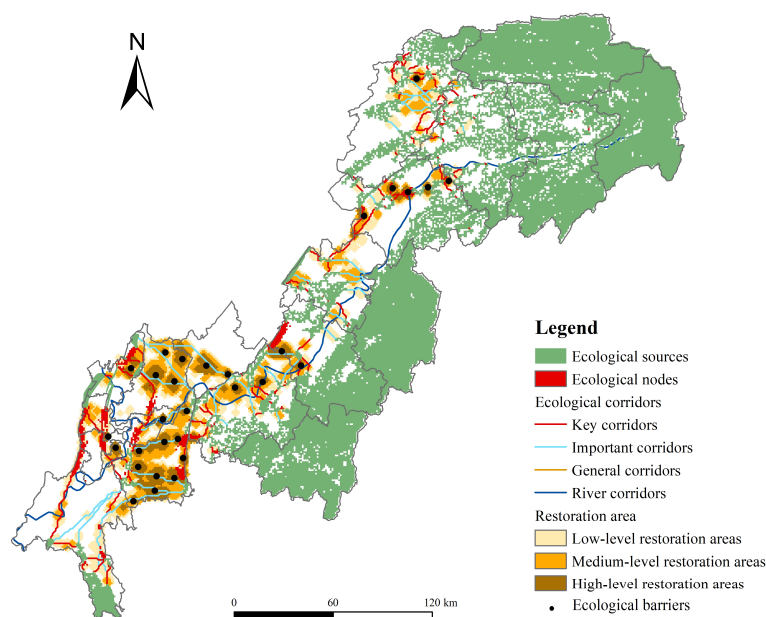 N
Legend
Ecological sources
Ecological nodes
Ecological corridors
Key corridors
Important corridors
General corridors
River corridors
Restoration area
Low-level restoration areas
Medium-level restoration areas
High-level restoration areas
Ecological barriers
0 60 120 km